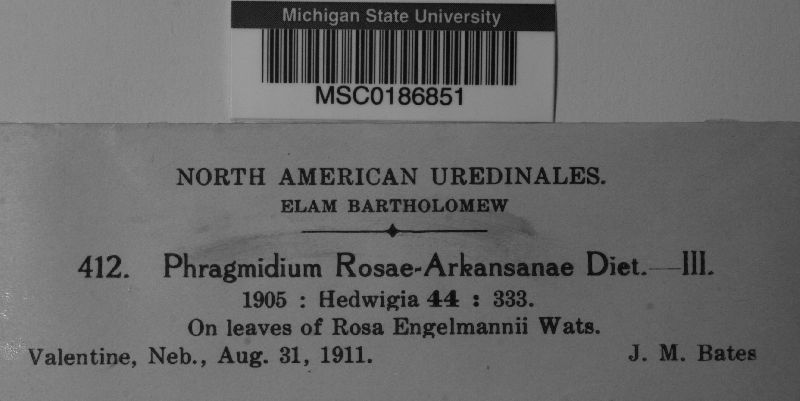 Michigan State University
MSC0186851
NORTH AMERICAN UREDINALES.
ELAM BARTHOLOMEW
412. Phragmidium Rosae-Arkansanae Diet.—III.
1905 : Hedwigia 44 : 333.
On leaves of Rosa Engelmannii Wats.
Valentine, Neb., Aug. 31, 1911. J. M. Bates